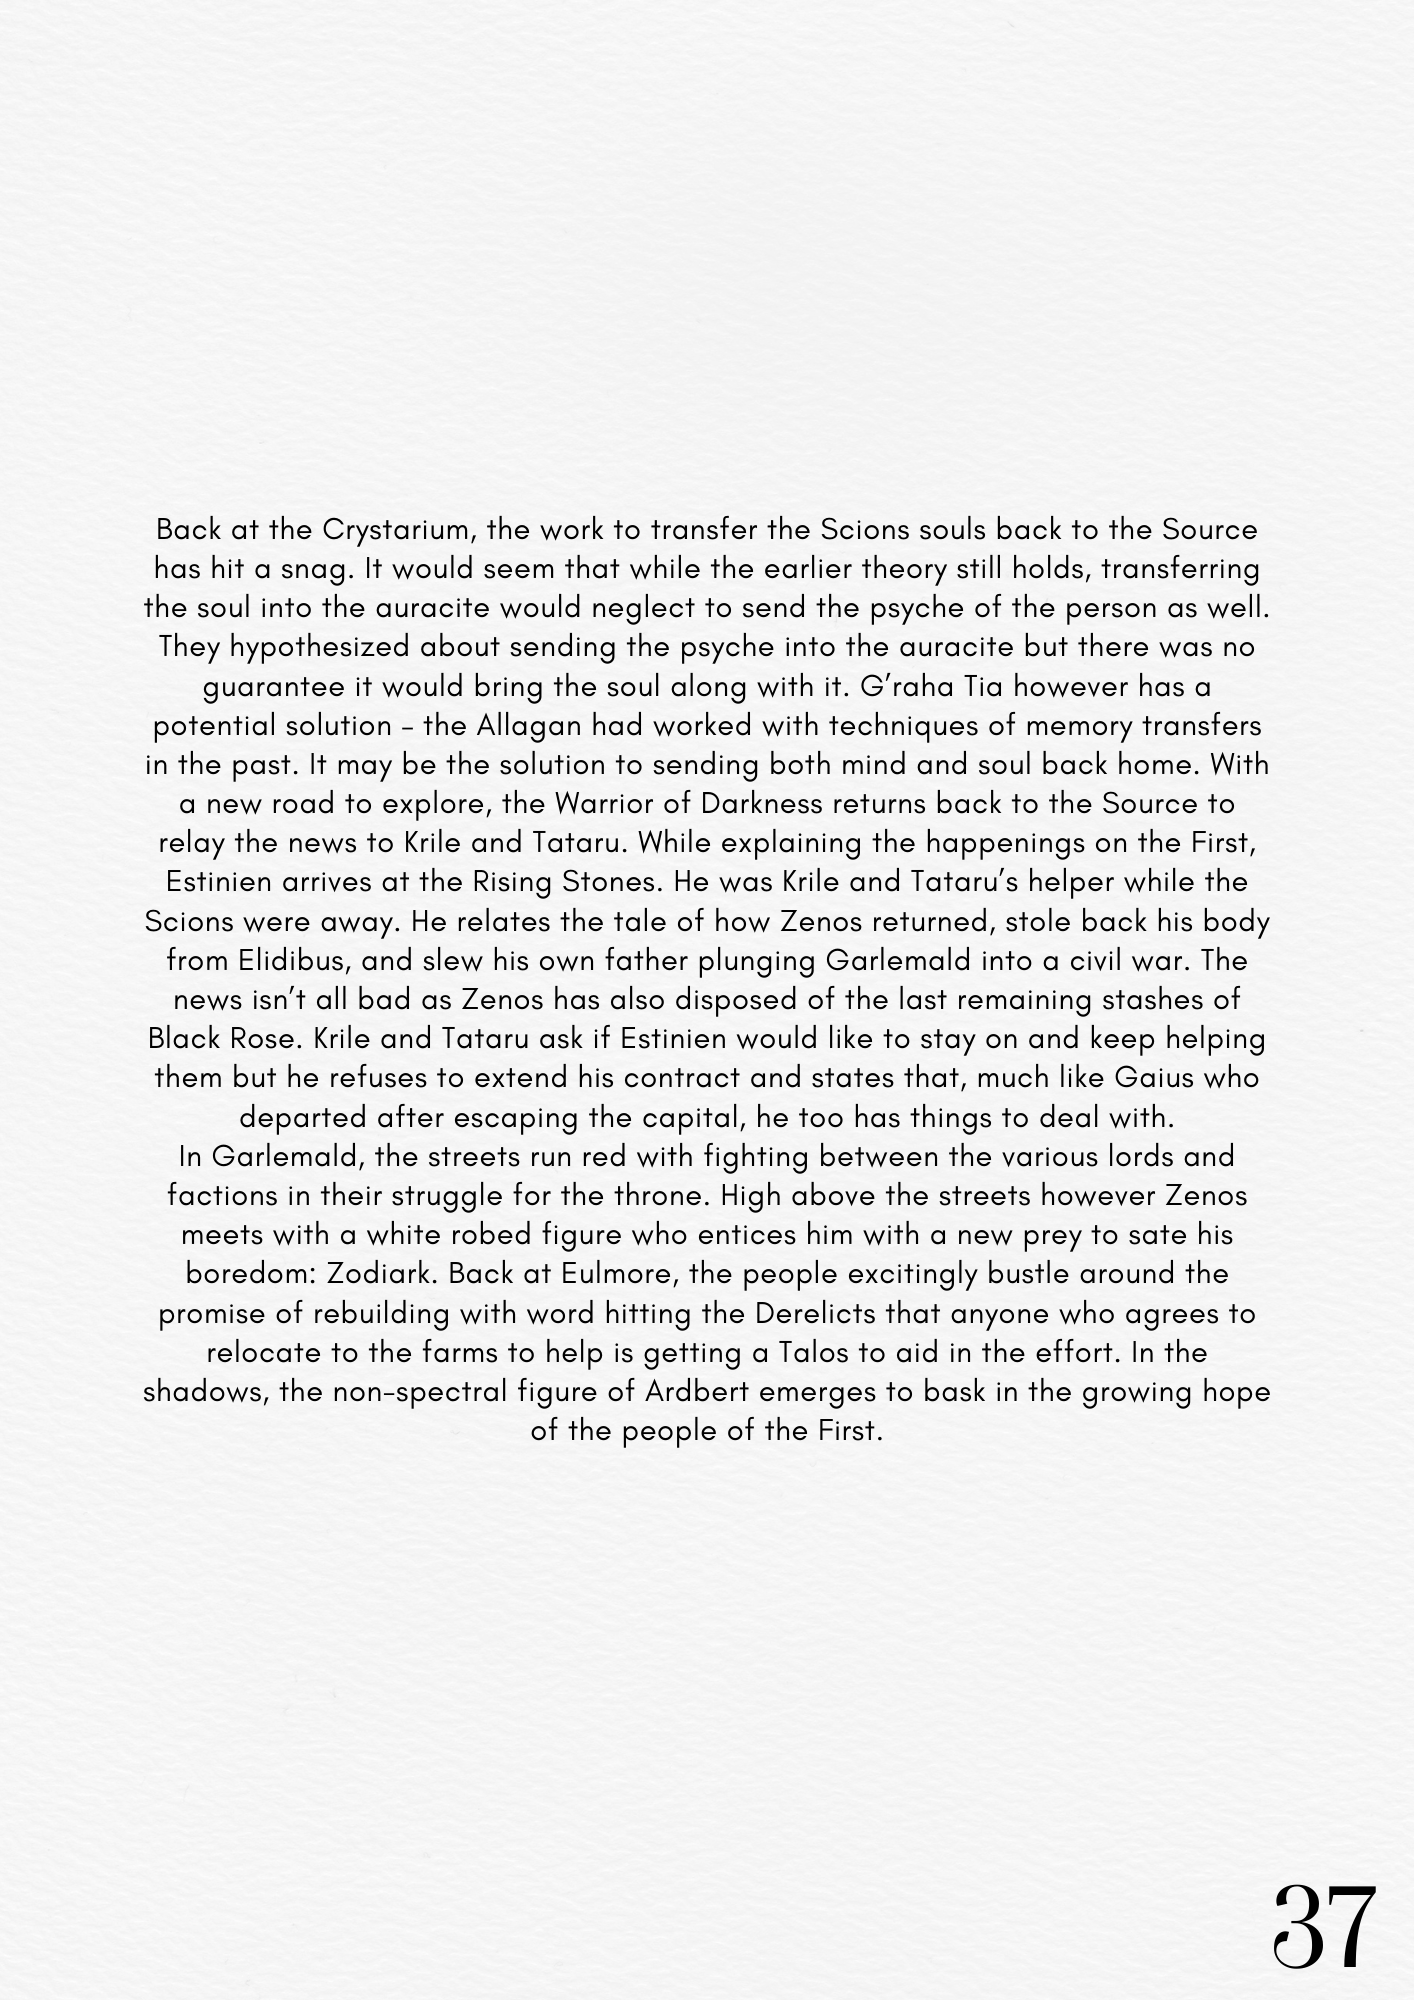 Back at the Crystarium, the work to transfer the Scions souls back to the Source
has hit a snag. It would seem that while the earlier theory still holds, transferring
the soul into the auracite would neglect to send the psyche of the person as well.
They hypothesized about sending the psyche into the auracite but there was no
guarantee it would bring the soul along with it. G’raha Tia however has a
potential solution – the Allagan had worked with techniques of memory transfers
in the past. It may be the solution to sending both mind and soul back home. With
a new road to explore, the Warrior of Darkness returns back to the Source to
relay the news to Krile and Tataru. While explaining the happenings on the First,
Estinien arrives at the Rising Stones. He was Krile and Tataru’s helper while the
Scions were away. He relates the tale of how Zenos returned, stole back his body
from Elidibus, and slew his own father plunging Garlemald into a civil war. The
news isn’t all bad as Zenos has also disposed of the last remaining stashes of
Black Rose. Krile and Tataru ask if Estinien would like to stay on and keep helping
them but he refuses to extend his contract and states that, much like Gaius who
departed after escaping the capital, he too has things to deal with.
In Garlemald, the streets run red with fighting between the various lords and
factions in their struggle for the throne. High above the streets however Zenos
meets with a white robed figure who entices him with a new prey to sate his
boredom: Zodiark. Back at Eulmore, the people excitingly bustle around the
promise of rebuilding with word hitting the Derelicts that anyone who agrees to
relocate to the farms to help is getting a Talos to aid in the effort. In the
shadows, the non-spectral figure of Ardbert emerges to bask in the growing hope
of the people of the First.
37